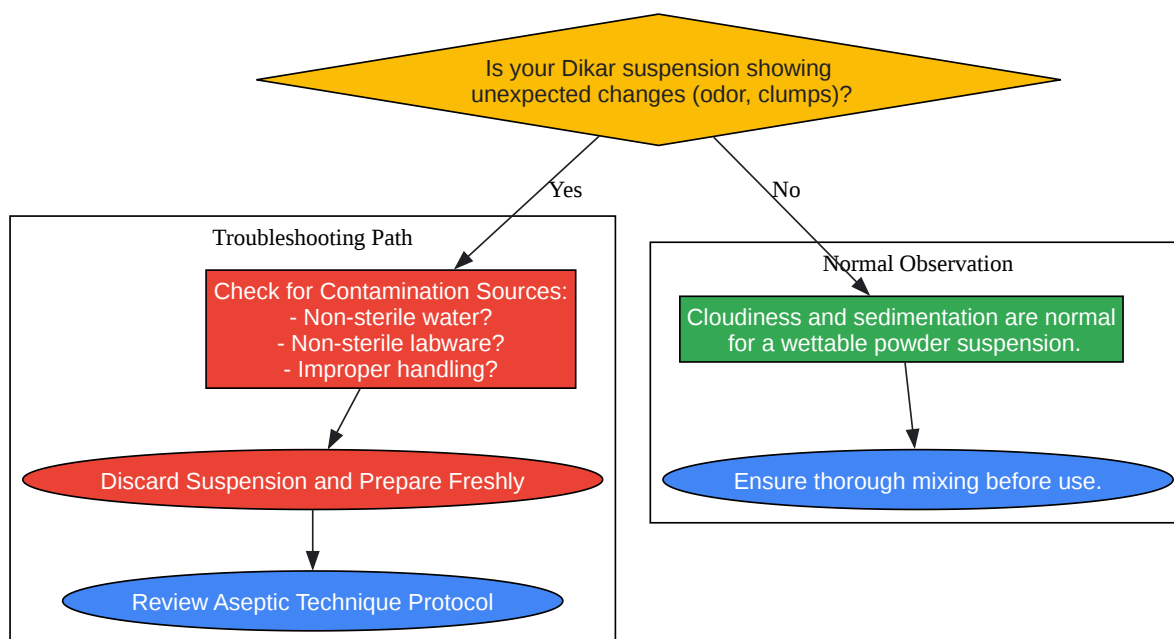 Is your Dikar suspension showing
unexpected changes (odor, clumps)?
Yes
No
Troubleshooting Path
Check for Contamination Sources:
- Non-sterile water?
- Non-sterile labware?
- Improper handling?
Discard Suspension and Prepare Freshly
Review Aseptic Technique Protocol
Normal Observation
Cloudiness and sedimentation are normal
for a wettable powder suspension.
Ensure thorough mixing before use.